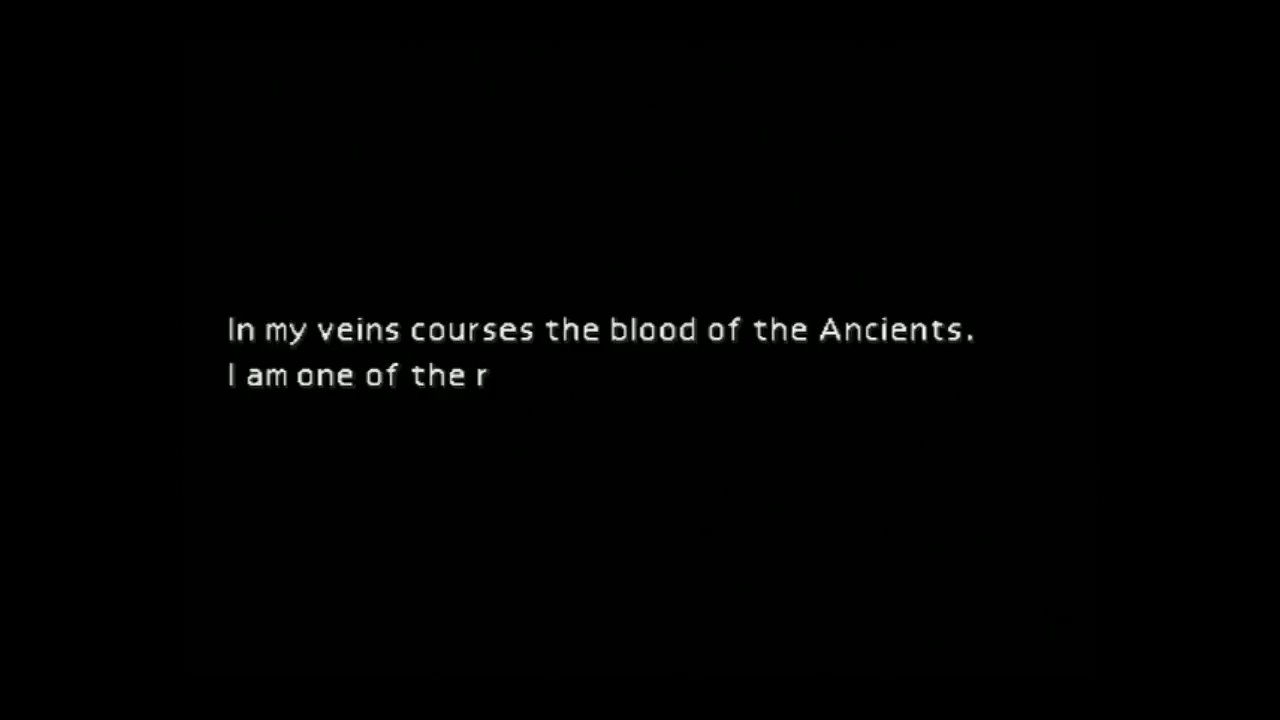 In my veins courses the blood of the Ancients.
I am one of the r